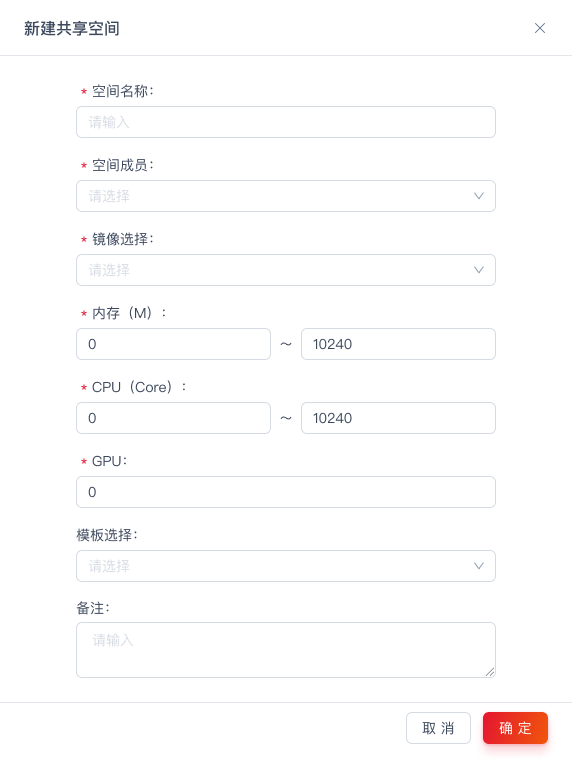 新建共享空间
* 空间名称:
请输入
* 空间成员:
请选择
* 镜像选择:
请选择
* 内存（M）:
0 ～ 10240
* CPU（Core）:
0 ～ 10240
* GPU:
0
模板选择:
请选择
备注:
请输入
取 消 确 定